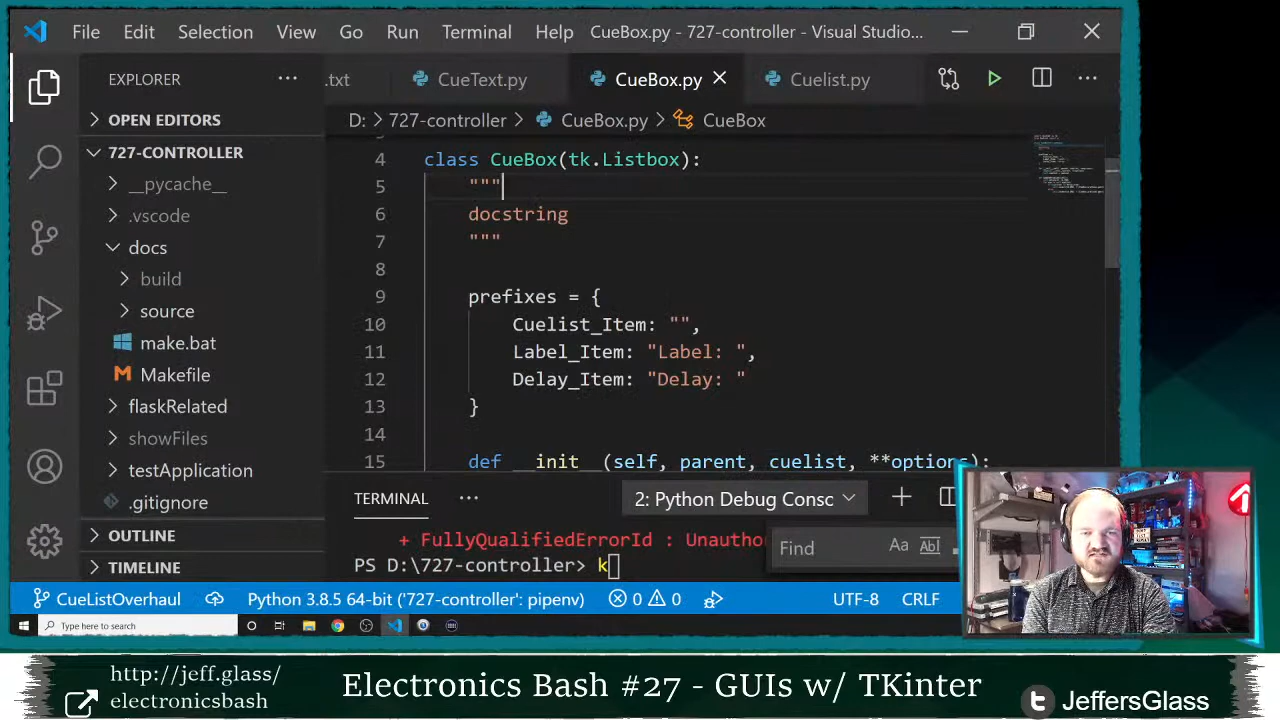 File Edit Selection View Go Run Terminal Help CueBox.py - 727-controller - Visual Studio...
EXPLORER ... .txt CueText.py CueBox.py Cuelist.py ...
OPEN EDITORS
D: > 727-controller > CueBox.py > CueBox
727-CONTROLLER
4 class CueBox(tk.Listbox):
__pycache__
5 """
.vscode
6 docstring
docs
7 """
build
8
source
9 prefixes = {
make.bat
10 Cuelist_Item: "",
Makefile
11 Label_Item: "Label: ",
flaskRelated
12 Delay_Item: "Delay: "
showFiles
13 }
testApplication
14
.gitignore
15 def __init__(self, parent, cuelist, **options):
OUTLINE
TIMELINE
TERMINAL ... 2: Python Debug Consc
+ FullyQualifiedErrorId : Unautho
Find Aa Abl
PS D:\727-controller> k
CueListOverhaul Python 3.8.5 64-bit ('727-controller': pipenv) 0 0 UTF-8 CRLF
Type here to search
http://jeff.glass/
electronicsbash
Electronics Bash #27 - GUIs w/ TKinter
JeffersGlass